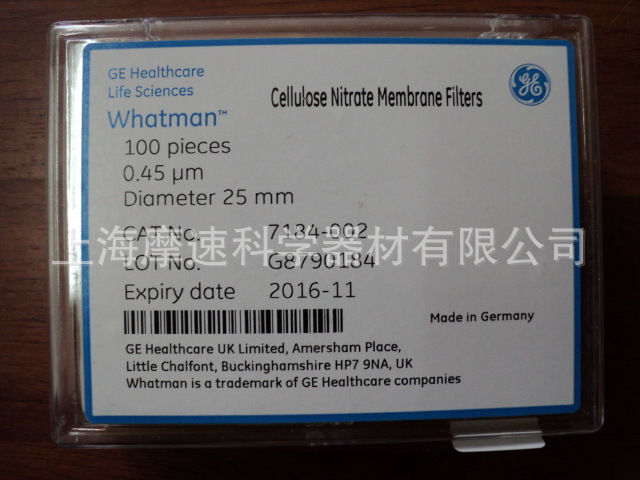 GE Healthcare
Life Sciences
Whatman™
Cellulose Nitrate Membrane Filters
GE
100 pieces
0.45 µm
Diameter 25 mm
CAT No. 7184-002
上海摩速科学器材有限公司
LOT No. G8790184
Expiry date 2016-11
Made in Germany
GE Healthcare UK Limited, Amersham Place,
Little Chalfont, Buckinghamshire HP7 9NA, UK
Whatman is a trademark of GE Healthcare companies